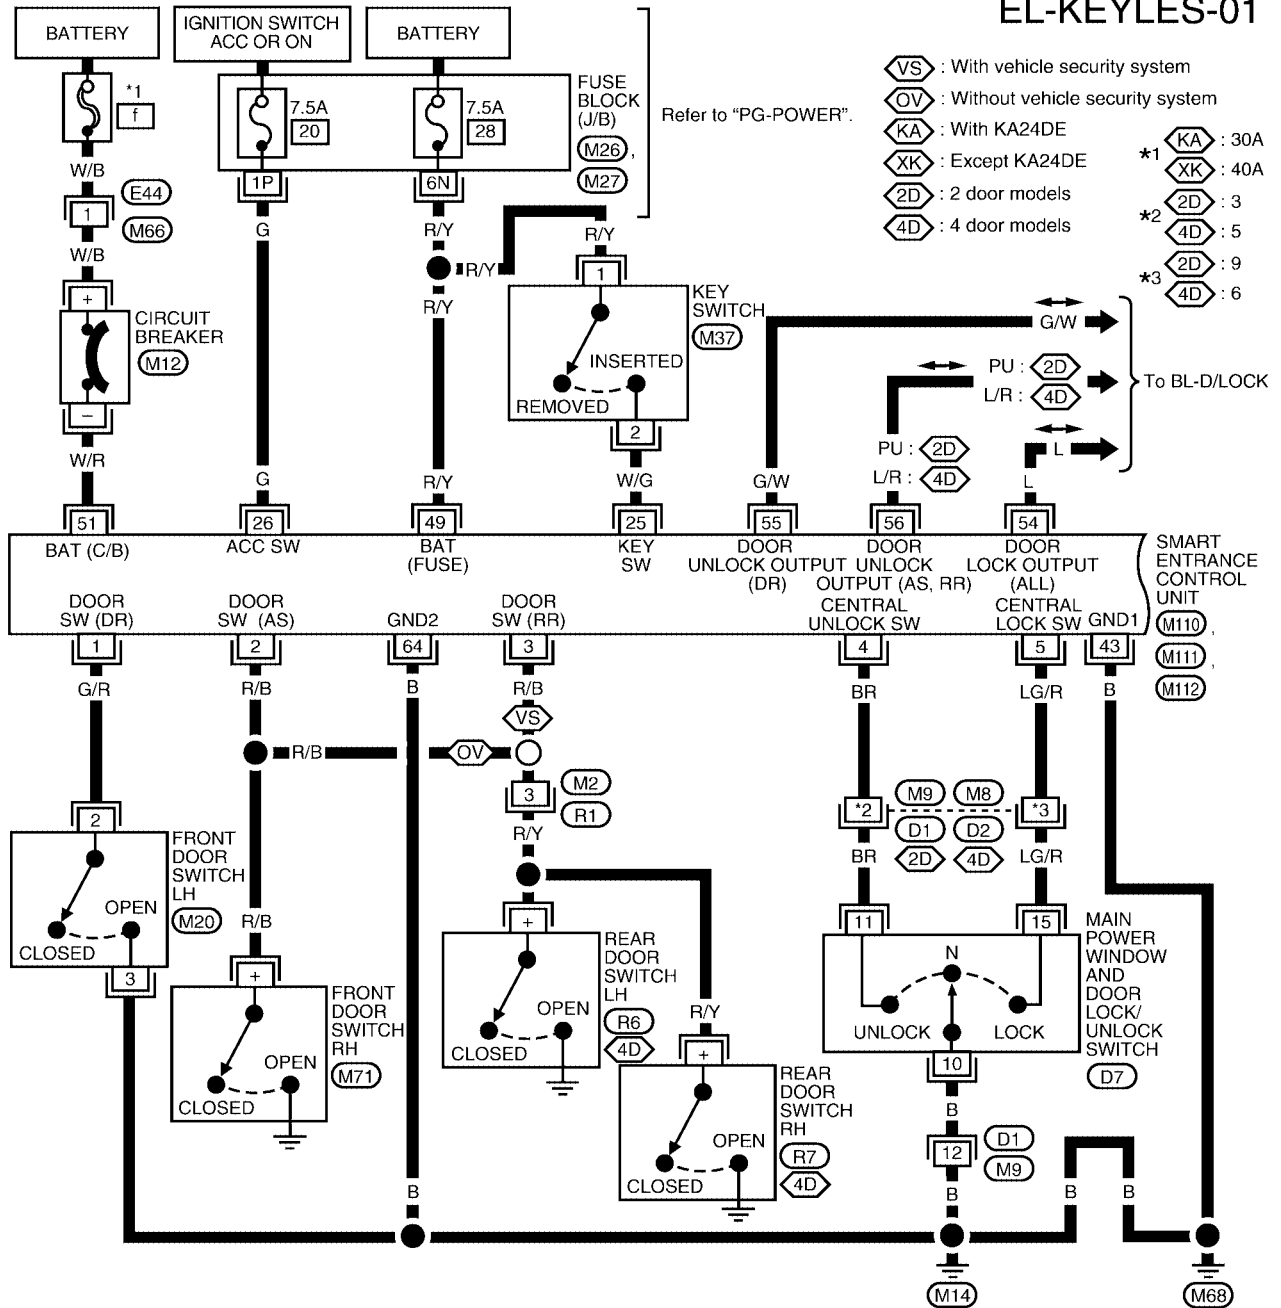 EL-KEYLES-01
BATTERY
IGNITION SWITCH
ACC OR ON
BATTERY
*1
f
7.5A
20
7.5A
28
FUSE
BLOCK
(J/B)
M26 ,
M27
Refer to “PG-POWER”.
VS : With vehicle security system
OV : Without vehicle security system
KA : With KA24DE
XK : Except KA24DE
2D : 2 door models
4D : 4 door models
*1
KA : 30A
XK : 40A
*2
2D : 3
4D : 5
*3
2D : 9
4D : 6
W/B
1
E44
M66
W/B
1P
G
6N
R/Y
R/Y
R/Y
R/Y
1
KEY
SWITCH
M37
INSERTED
REMOVED
2
W/G
+
CIRCUIT
BREAKER
M12
–
W/R
G
R/Y
G/W
G/W
PU : 2D
L/R : 4D
PU : 2D
L/R : 4D
L
L
To BL-D/LOCK
51
26
49
25
55
56
54
BAT (C/B)
ACC SW
BAT
(FUSE)
KEY
SW
DOOR
UNLOCK OUTPUT
(DR)
DOOR
UNLOCK
OUTPUT (AS, RR)
DOOR
LOCK OUTPUT
(ALL)
SMART
ENTRANCE
CONTROL
UNIT
M110 ,
M111 ,
M112
DOOR
SW (DR)
DOOR
SW (AS)
GND2
DOOR
SW (RR)
CENTRAL
UNLOCK SW
CENTRAL
LOCK SW
GND1
1
2
64
3
4
5
43
G/R
R/B
B
R/B
BR
LG/R
B
VS
R/B
OV
3
M2
R1
R/Y
*2
M9
M8
*3
D1
D2
2D
4D
BR
LG/R
2
FRONT
DOOR
SWITCH
LH
M20
OPEN
CLOSED
3
R/B
+
FRONT
DOOR
SWITCH
RH
M71
OPEN
CLOSED
+
REAR
DOOR
SWITCH
LH
R6
4D
OPEN
CLOSED
R/Y
+
REAR
DOOR
SWITCH
RH
R7
4D
OPEN
CLOSED
11
15
N
UNLOCK
LOCK
MAIN
POWER
WINDOW
AND
DOOR
LOCK/
UNLOCK
SWITCH
D7
10
B
12
D1
M9
B
B
B
B
M14
M68